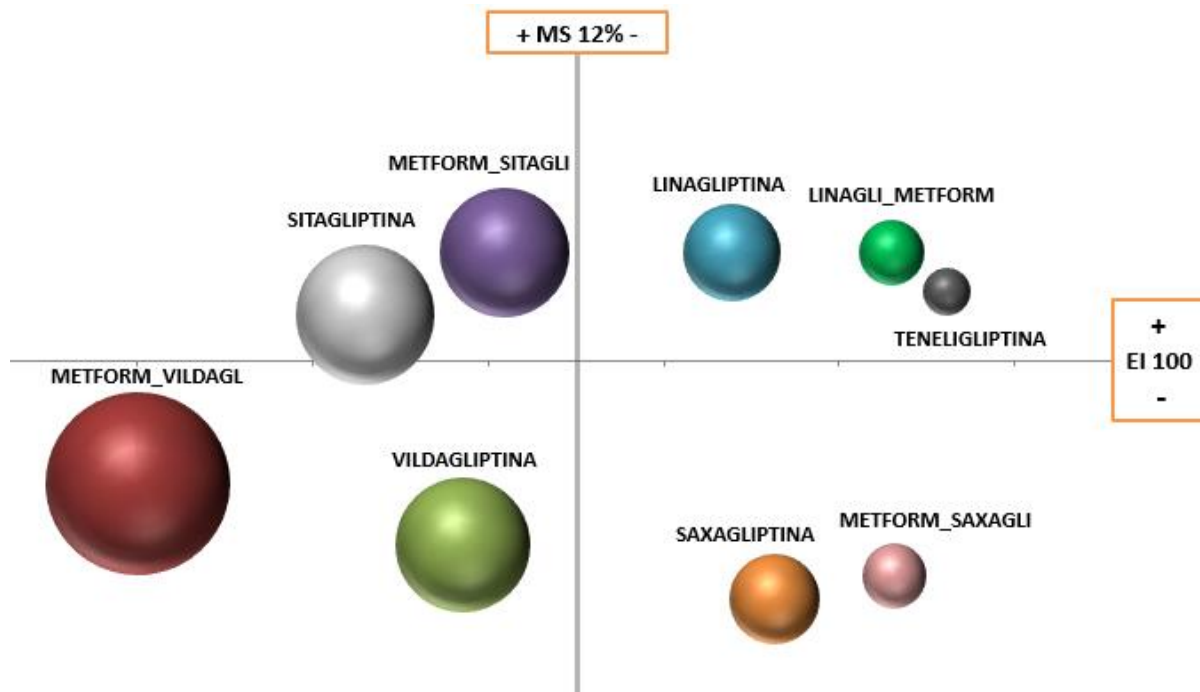 + MS 12% -
METFORM_SITAGLI
LINAGLIPTINA
LINAGLI_METFORM
SITAGLIPTINA
+
EI 100
-
TENELIGLIPTINA
METFORM_VILDAGL
VILDAGLIPTINA
METFORM_SAXAGLI
SAXAGLIPTINA